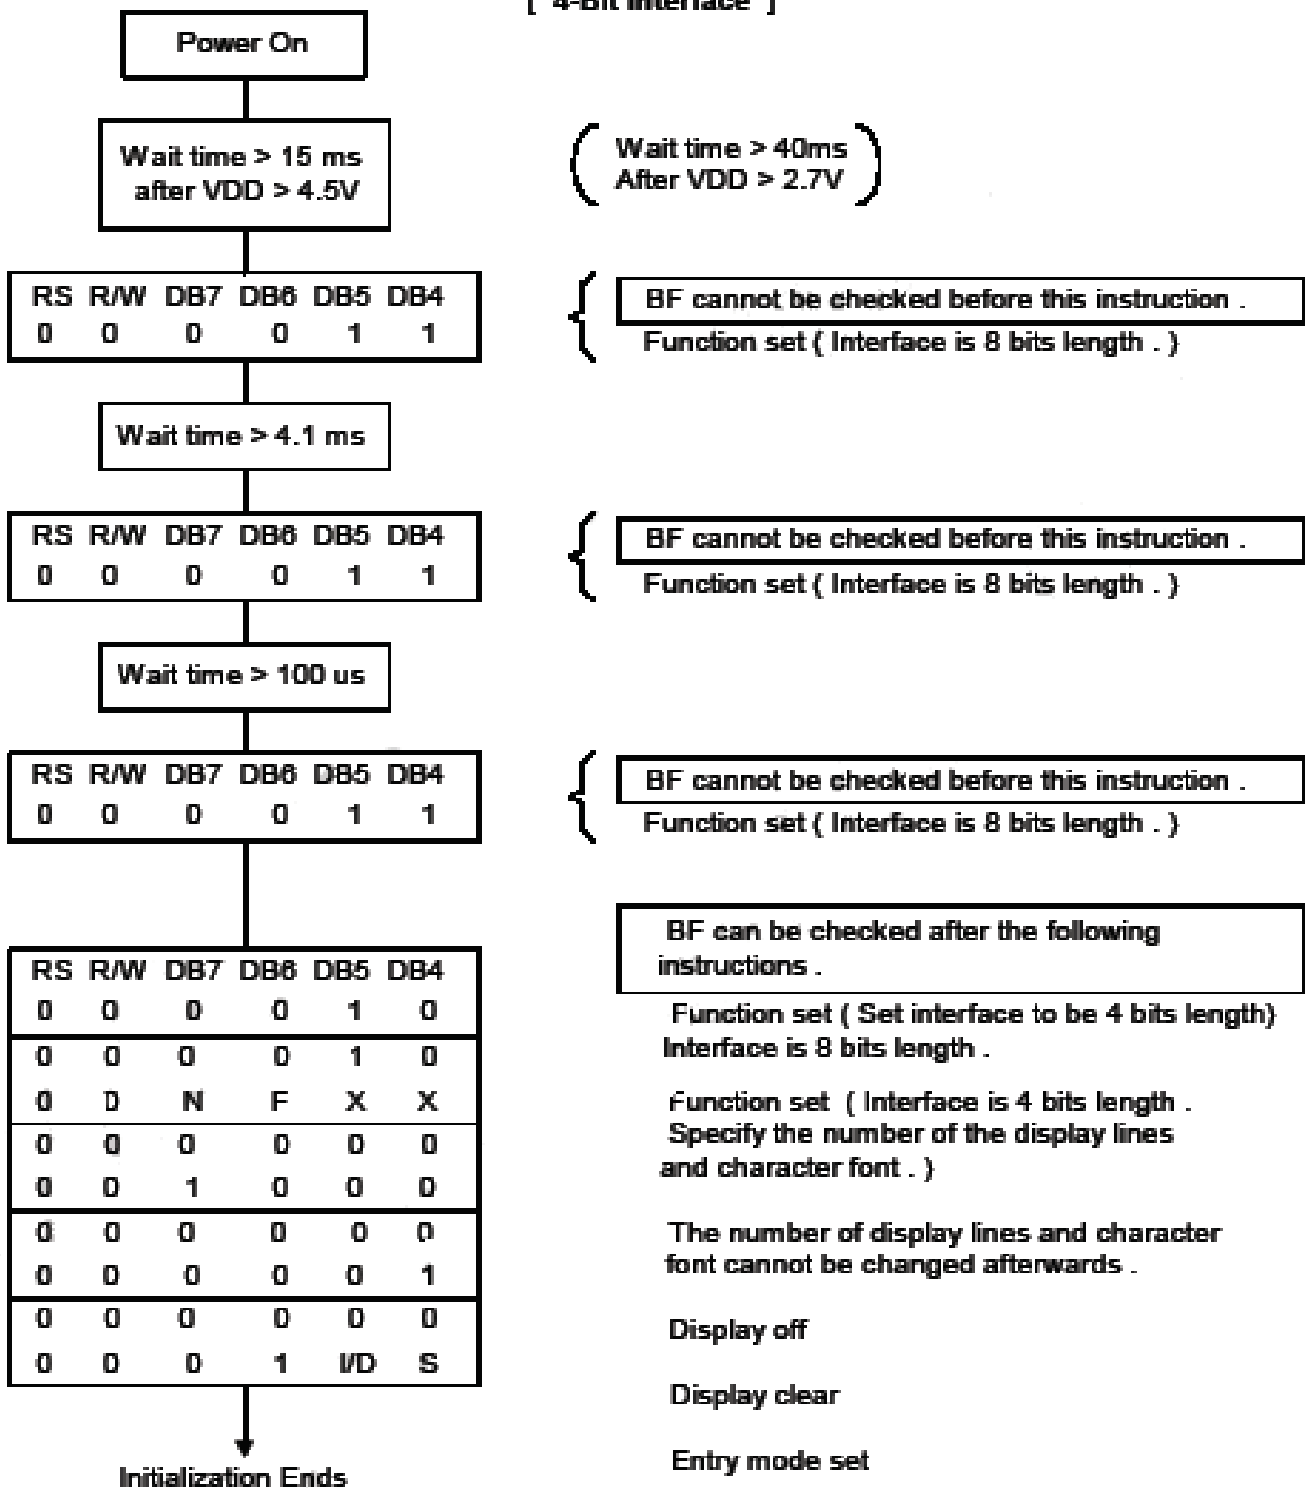 [ 4-Bit Interface ]
Power On
Wait time > 15 ms
after VDD > 4.5V
Wait time > 40ms
After VDD > 2.7V
RS R/W DB7 DB6 DB5 DB4
0 0 0 0 1 1
BF cannot be checked before this instruction .
Function set ( Interface is 8 bits length . )
Wait time > 4.1 ms
RS R/W DB7 DB6 DB5 DB4
0 0 0 0 1 1
BF cannot be checked before this instruction .
Function set ( Interface is 8 bits length . )
Wait time > 100 us
RS R/W DB7 DB6 DB5 DB4
0 0 0 0 1 1
BF cannot be checked before this instruction .
Function set ( Interface is 8 bits length . )
RS R/W DB7 DB6 DB5 DB4
0 0 0 0 1 0
0 0 0 0 1 0
0 D N F X X
0 0 0 0 0 0
0 0 1 0 0 0
0 0 0 0 0 0
0 0 0 0 0 1
0 0 0 0 0 0
0 0 0 1 I/D S
Initialization Ends
BF can be checked after the following
instructions .
Function set ( Set interface to be 4 bits length)
Interface is 8 bits length .
Function set ( Interface is 4 bits length .
Specify the number of the display lines
and character font . )
The number of display lines and character
font cannot be changed afterwards .
Display off
Display clear
Entry mode set